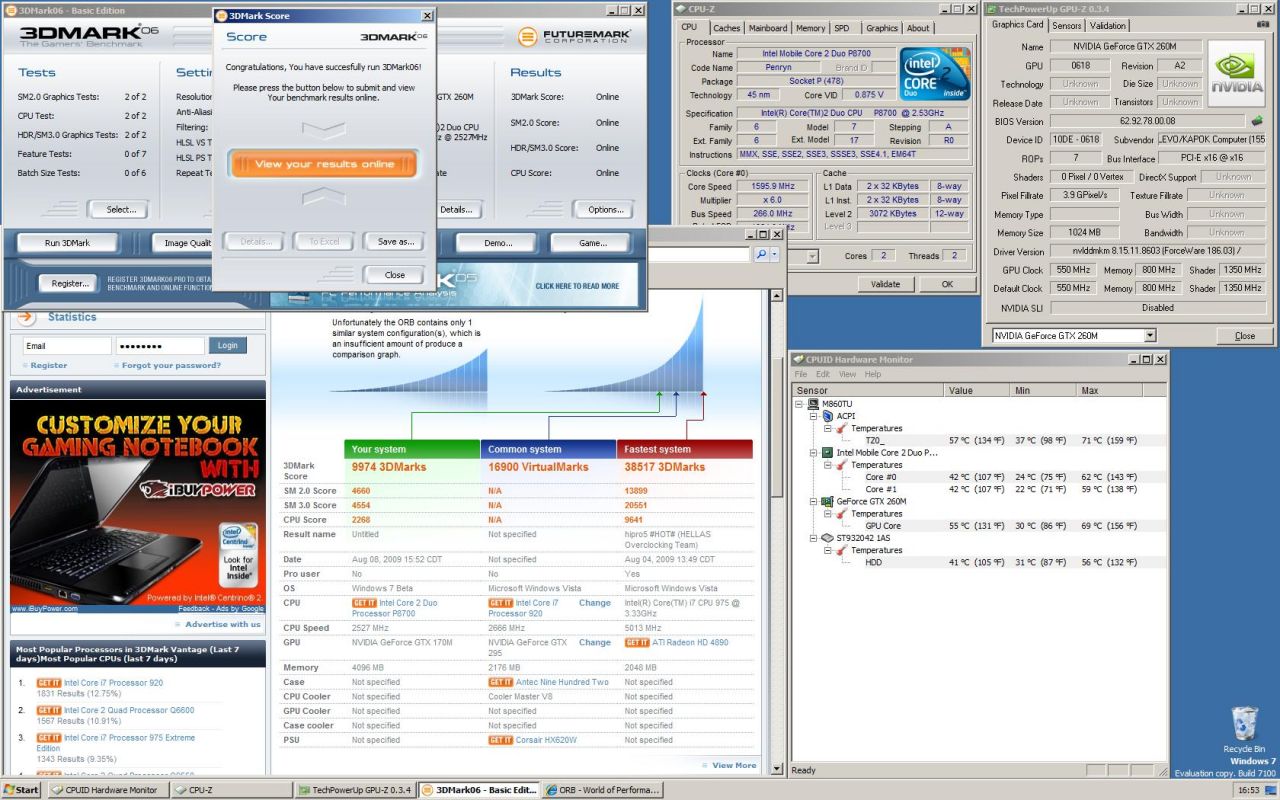 3DMark06 - Basic Edition
3DMARK06
The Gamers' Benchmark
FUTUREMARK
CORPORATION
Tests
SM2.0 Graphics Tests: 2 of 2
CPU Test: 2 of 2
HDR/SM3.0 Graphics Tests: 2 of 2
Feature Tests: 0 of 7
Batch Size Tests: 0 of 6
Select...
Setti
Resolutio
Anti-Alias
Filtering:
HLSL VS T
HLSL PS T
Repeat Te
GTX 260M
2 Duo CPU
@ 2527MHz
Details...
Results
3DMark Score: Online
SM2.0 Score: Online
HDR/SM3.0 Score: Online
CPU Score: Online
Options...
Run 3DMark
Image Qualit
Demo...
Game...
Register...
REGISTER 3DMARK06 PRO TO OBTA
BENCHMARK AND ONLINE FUNCTION
CLICK HERE TO READ MORE
3DMark Score
Score
3DMARK06
Congratulations, You have succesfully run 3DMark06!
Please press the button below to submit and view
Your benchmark results online.
View your results online
Details...
To Excel
Save as...
Close
CPU-Z
CPU Caches Mainboard Memory SPD Graphics About
Processor
Name Intel Mobile Core 2 Duo P8700
Code Name Penryn Brand ID
Package Socket P (478)
Technology 45 nm Core VID 0.875 V
intel
CORE 2
Duo inside
Specification Intel(R) Core(TM)2 Duo CPU P8700 @ 2.53GHz
Family 6 Model 7 Stepping A
Ext. Family 6 Ext. Model 17 Revision R0
Instructions MMX, SSE, SSE2, SSE3, SSSE3, SSE4.1, EM64T
Clocks (Core #0)
Core Speed 1595.9 MHz
Multiplier x 6.0
Bus Speed 266.0 MHz
Cache
L1 Data 2 x 32 KBytes 8-way
L1 Inst. 2 x 32 KBytes 8-way
Level 2 3072 KBytes 12-way
Level 3
Cores 2 Threads 2
Validate
OK
TechPowerUp GPU-Z 0.3.4
Graphics Card Sensors Validation
Name NVIDIA GeForce GTX 260M
GPU 0618 Revision A2
Technology Unknown Die Size Unknown
Release Date Unknown Transistors Unknown
NVIDIA
BIOS Version 62.92.78.00.08
Device ID 10DE - 0618 Subvendor LEVO/KAPOK Computer (155
ROPs 7 Bus Interface PCI-E x16 @ x16
Shaders 0 Pixel / 0 Vertex DirectX Support Unknown
Pixel Fillrate 3.9 GPixel/s Texture Fillrate Unknown
Memory Type Bus Width Unknown
Memory Size 1024 MB Bandwidth Unknown
Driver Version nvlddmkm 8.15.11.8603 (ForceWare 186.03) /
GPU Clock 550 MHz Memory 800 MHz Shader 1350 MHz
Default Clock 550 MHz Memory 800 MHz Shader 1350 MHz
NVIDIA SLI Disabled
NVIDIA GeForce GTX 260M
Close
CPUID Hardware Monitor
File Edit View Help
Sensor Value Min Max
M860TU
ACPI
Temperatures
TZ0_ 57 °C (134 °F) 37 °C (98 °F) 71 °C (159 °F)
Intel Mobile Core 2 Duo P...
Temperatures
Core #0 42 °C (107 °F) 24 °C (75 °F) 62 °C (143 °F)
Core #1 42 °C (107 °F) 22 °C (71 °F) 59 °C (138 °F)
GeForce GTX 260M
Temperatures
GPU Core 55 °C (131 °F) 30 °C (86 °F) 69 °C (156 °F)
ST932042 1AS
Temperatures
HDD 41 °C (105 °F) 31 °C (87 °F) 56 °C (132 °F)
Ready
Statistics
Email
Login
Register
Forgot your password?
Advertisement
CUSTOMIZE YOUR
GAMING NOTEBOOK
WITH
iBUYPOWER
intel
Centrino
inside
Look for
Intel Inside®
Powered by Intel® Centrino® 2.
www.iBuyPower.com
Feedback - Ads by Google
Advertise with us
Most Popular Processors in 3DMark Vantage (Last 7
days)Most Popular CPUs (last 7 days)
1. GET IT Intel Core i7 Processor 920
1831 Results (12.75%)
2. GET IT Intel Core 2 Quad Processor Q6600
1567 Results (10.91%)
3. GET IT Intel Core i7 Processor 975 Extreme
Edition
1343 Results (9.35%)
Unfortunately the ORB contains only 1
similar system configuration(s), which is
an insufficient amount of produce a
comparison graph.
Your system Common system Fastest system
3DMark Score 9974 3DMarks 16900 VirtualMarks 38517 3DMarks
SM 2.0 Score 4660 N/A 13899
SM 3.0 Score 4554 N/A 20551
CPU Score 2268 N/A 9641
Result name Untitled Not specified hipro5 #HOT# (HELLAS Overclocking Team)
Date Aug 08, 2009 15:52 CDT Not specified Aug 04, 2009 13:49 CDT
Pro user No No Yes
OS Windows 7 Beta Microsoft Windows Vista Microsoft Windows Vista
CPU GET IT Intel Core 2 Duo Processor P8700 GET IT Intel Core i7 Processor 920 Change Intel(R) Core(TM) i7 CPU 975 @ 3.33GHz
CPU Speed 2527 MHz 2666 MHz 5013 MHz
GPU NVIDIA GeForce GTX 170M NVIDIA GeForce GTX 295 Change GET IT ATI Radeon HD 4890
Memory 4096 MB 2176 MB 2048 MB
Case Not specified GET IT Antec Nine Hundred Two Not specified
CPU Cooler Not specified Cooler Master V8 Not specified
GPU Cooler Not specified Not specified Not specified
Case cooler Not specified Not specified Not specified
PSU Not specified GET IT Corsair HX620W Not specified
View More
Recycle Bin
Windows 7
Evaluation copy. Build 7100
Start
CPUID Hardware Monitor
CPU-Z
TechPowerUp GPU-Z 0.3.4
3DMark06 - Basic Edit...
ORB - World of Performa...
16:53